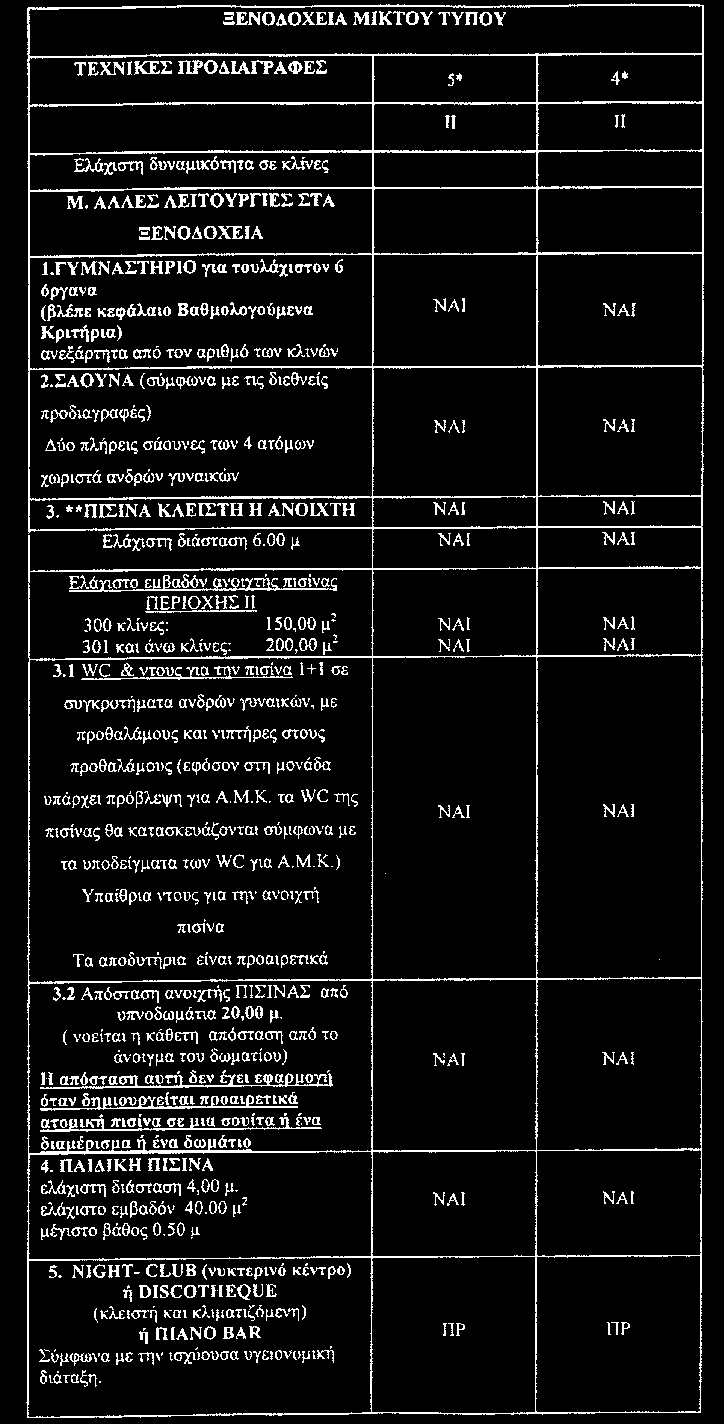 ΞΕΝΟΔΟΧΕΙΑ ΜΙΚΤΟΥ ΤΥΠΟΥ
ΤΕΧΝΙΚΕΣ ΠΡΟΔΙΑΓΡΑΦΕΣ 5* 4*
ΙΙ ΙΙ
Ελάχιστη δυναμικότητα σε κλίνες
Μ. ΑΛΛΕΣ ΛΕΙΤΟΥΡΓΙΕΣ ΣΤΑ
ΞΕΝΟΔΟΧΕΙΑ
1.ΓΥΜΝΑΣΤΗΡΙΟ για τουλάχιστον 6
όργανα
(βλέπε κεφάλαιο Βαθμολογούμενα
Κριτήρια)
ανεξάρτητα από τον αριθμό των κλινών
ΝΑΙ ΝΑΙ
2.ΣΑΟΥΝΑ (σύμφωνα με τις διεθνείς
προδιαγραφές)
Δύο πλήρεις σάουνες των 4 ατόμων
χωριστά ανδρών γυναικών
ΝΑΙ ΝΑΙ
3. **ΠΙΣΙΝΑ ΚΛΕΙΣΤΗ Η ΑΝΟΙΧΤΗ ΝΑΙ ΝΑΙ
Ελάχιστη διάσταση 6.00 μ ΝΑΙ ΝΑΙ
Ελάχιστο εμβαδόν ανοιχτής πισίνας
ΠΕΡΙΟΧΗΣ ΙΙ
300 κλίνες: 150,00 μ² ΝΑΙ ΝΑΙ
301 και άνω κλίνες: 200,00 μ² ΝΑΙ ΝΑΙ
3.1 WC & ντους για την πισίνα 1+1 σε
συγκροτήματα ανδρών γυναικών, με
προθαλάμους και νιπτήρες στους
προθαλάμους (εφόσον στη μονάδα
υπάρχει πρόβλεψη για Α.Μ.Κ. τα WC της
πισίνας θα κατασκευάζονται σύμφωνα με
τα υποδείγματα των WC για Α.Μ.Κ.)
Υπαίθρια ντους για την ανοιχτή
πισίνα
Τα αποδυτήρια είναι προαιρετικά
ΝΑΙ ΝΑΙ
3.2 Απόσταση ανοιχτής ΠΙΣΙΝΑΣ από
υπνοδωμάτια 20,00 μ.
( νοείται η κάθετη απόσταση από το
άνοιγμα του δωματίου)
Η απόσταση αυτή δεν έχει εφαρμογή
όταν δημιουργείται προαιρετικά
ατομική πισίνα σε μια σουίτα ή ένα
διαμέρισμα ή ένα δωμάτιο
ΝΑΙ ΝΑΙ
4. ΠΑΙΔΙΚΗ ΠΙΣΙΝΑ
ελάχιστη διάσταση 4,00 μ.
ελάχιστο εμβαδόν 40.00 μ²
μέγιστο βάθος 0.50 μ
ΝΑΙ ΝΑΙ
5. NIGHT- CLUB (νυκτερινό κέντρο)
ή DISCOTHEQUE
(κλειστή και κλιματιζόμενη)
ή ΠΙΑΝΟ BAR
Σύμφωνα με την ισχύουσα υγειονομική
διάταξη.
ΠΡ ΠΡ